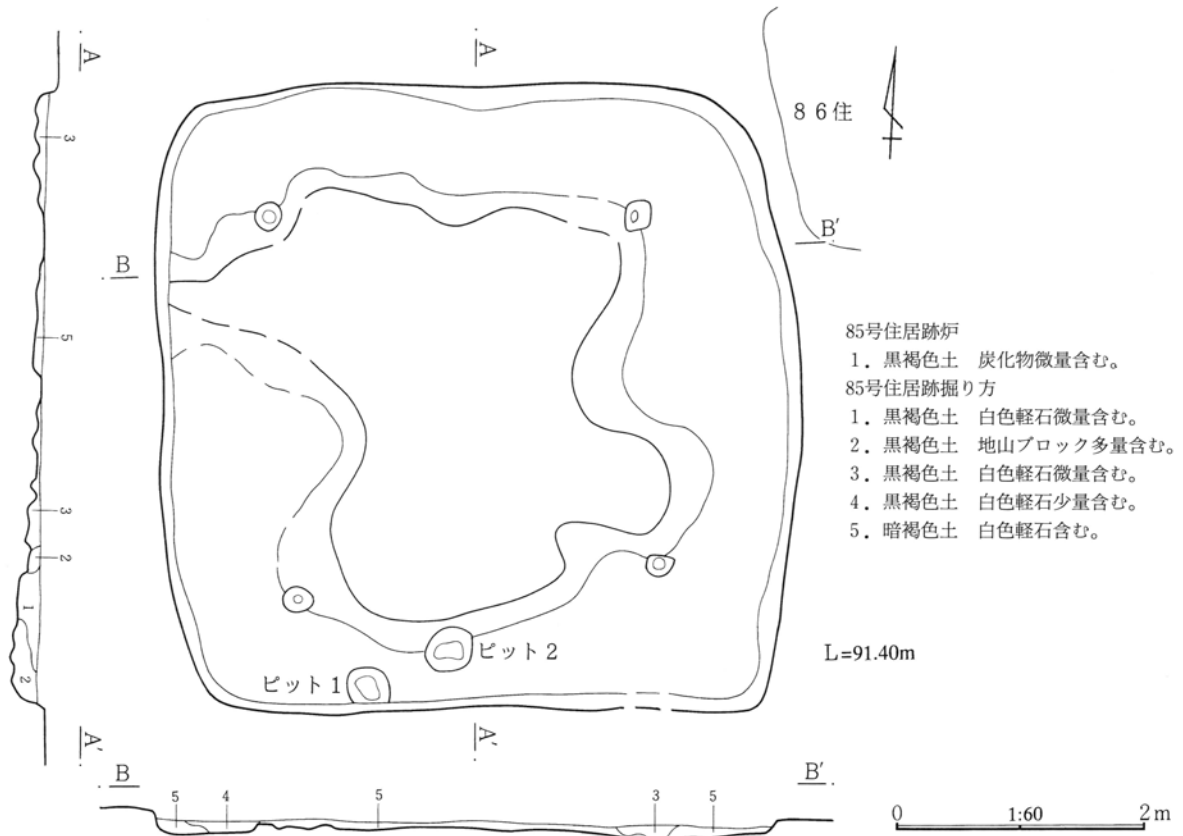 A
A
86住
3
B
B'
5
85号住居跡炉
1．黒褐色土　炭化物微量含む。
85号住居跡掘り方
1．黒褐色土　白色軽石微量含む。
2．黒褐色土　地山ブロック多量含む。
3．黒褐色土　白色軽石微量含む。
4．黒褐色土　白色軽石少量含む。
5．暗褐色土　白色軽石含む。
3
2
1
2
ピット2
L=91.40m
ピット1
A'
A'
B
B'
5
4
5
3
5
0
1:60
2m